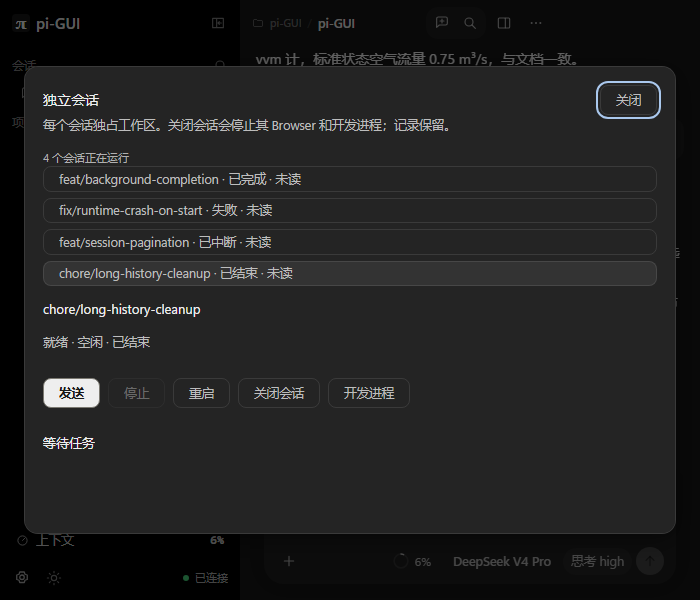 pi-GUI
pi-GUI / pi-GUI
会话
vvm 计，标准状态空气流量 0.75 m³/s，与文档一致。
独立会话
关闭
每个会话独占工作区。关闭会话会停止其 Browser 和开发进程；记录保留。
4 个会话正在运行
feat/background-completion · 已完成 · 未读
fix/runtime-crash-on-start · 失败 · 未读
feat/session-pagination · 已中断 · 未读
chore/long-history-cleanup · 已结束 · 未读
chore/long-history-cleanup
就绪 · 空闲 · 已结束
发送
停止
重启
关闭会话
开发进程
等待任务
上下文
6%
6%
DeepSeek V4 Pro
思考 high
已连接